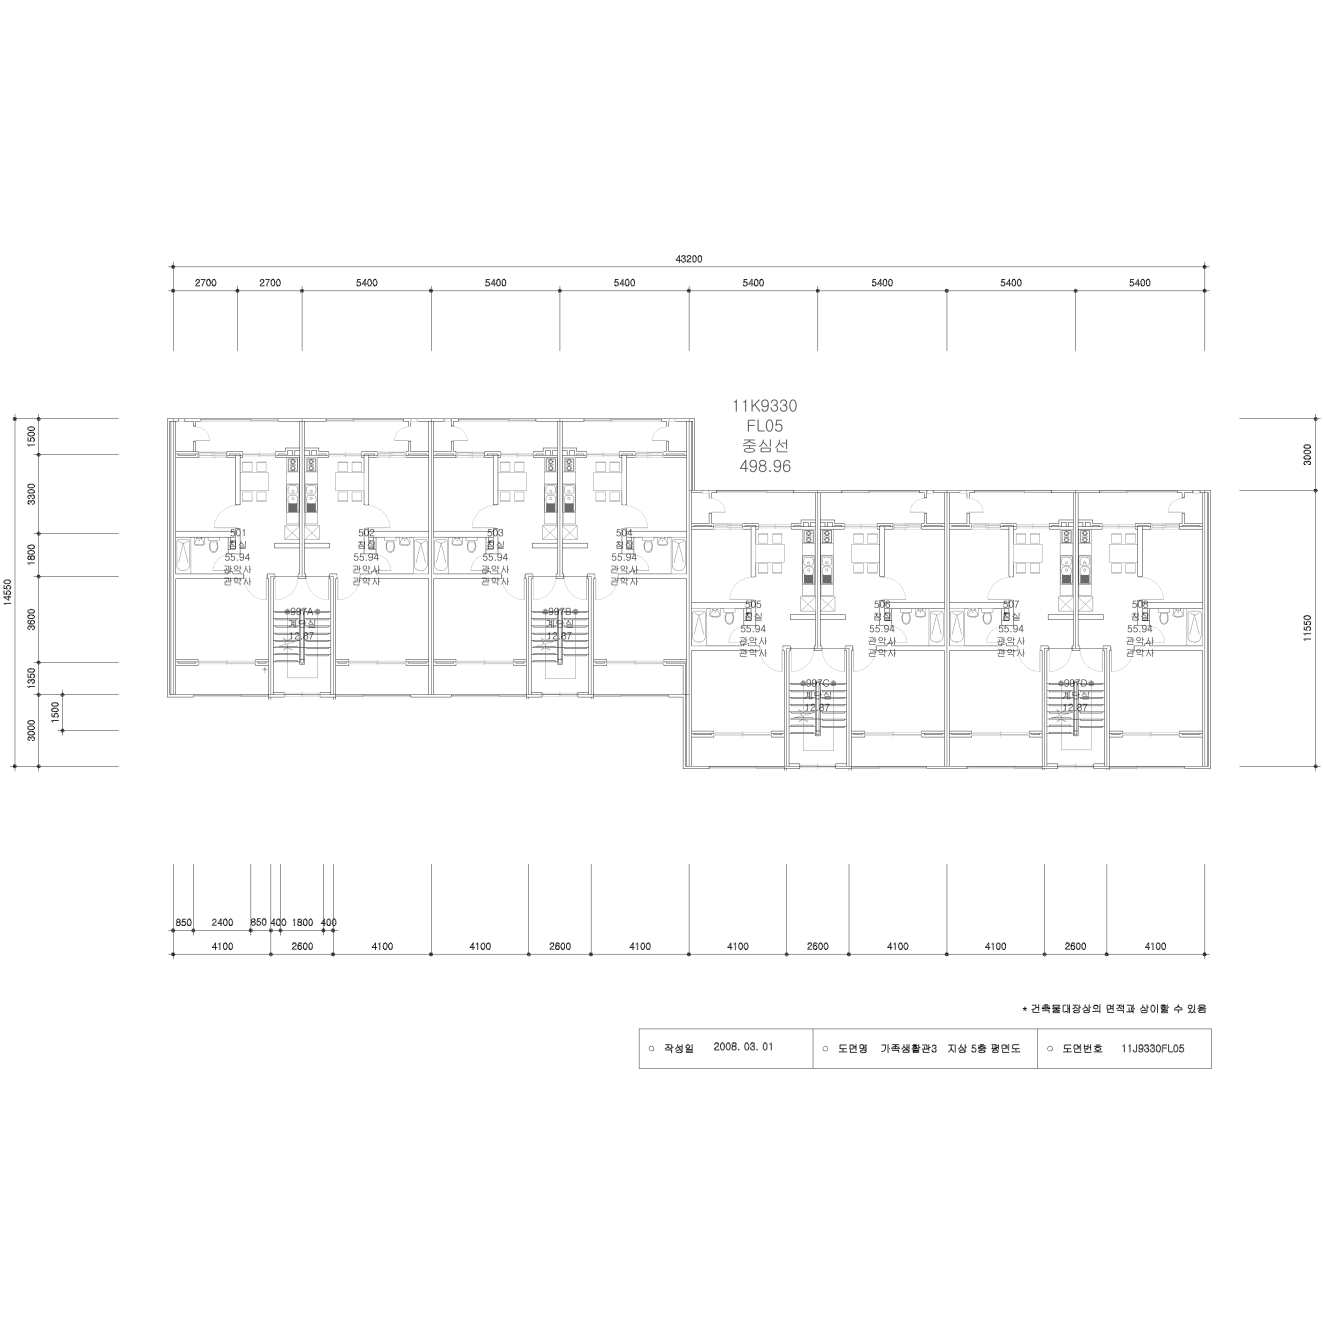 43200
2700 2700 5400 5400 5400 5400 5400 5400 5400
11K9330
FL05
중심선
498.96
1500
3300
1800
3600
1350
3000
1500
14550
3000
11550
501
침실
55.94
관악사
관악사
502
침실
55.94
관악사
관악사
503
침실
55.94
관악사
관악사
504
침실
55.94
관악사
관악사
997A
계단실
12.87
997B
계단실
12.87
505
침실
55.94
관악사
관악사
506
침실
55.94
관악사
관악사
507
침실
55.94
관악사
관악사
508
침실
55.94
관악사
관악사
997C
계단실
12.87
997D
계단실
12.87
850 2400 850 400 1800 400
4100 2600 4100 4100 2600 4100 4100 2600 4100 4100 2600 4100
* 건축물대장상의 면적과 상이할 수 있음
○ 작성일 2008. 03. 01 ○ 도면명 가족생활관3 지상 5층 평면도 ○ 도면번호 11J9330FL05